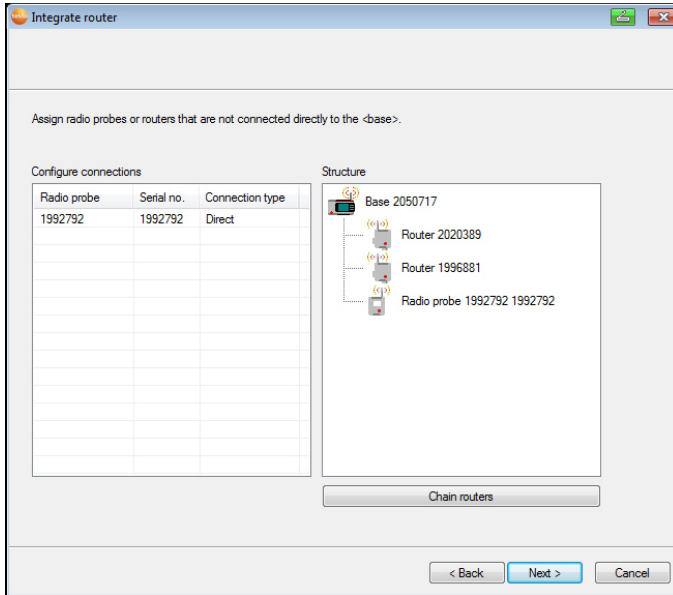 Integrate router
Assign radio probes or routers that are not connected directly to the <base>.
Configure connections
Structure
Radio probe Serial no. Connection type
1992792 1992792 Direct
Base 2050717
Router 2020389
Router 1996881
Radio probe 1992792 1992792
Chain routers
< Back Next > Cancel